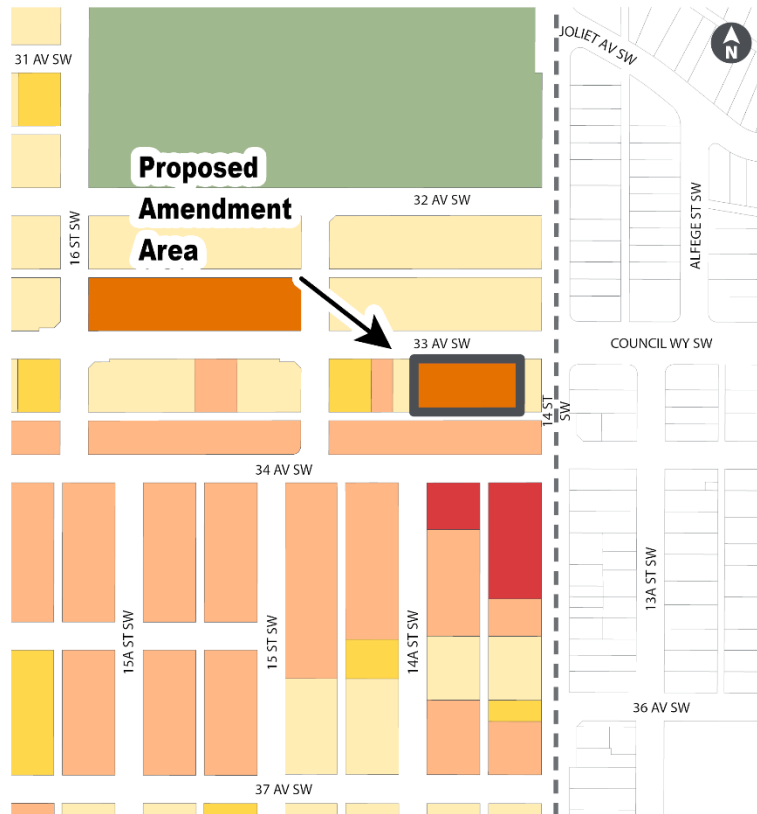 JOLIET AV SW
N
31 AV SW
Proposed
Amendment
Area
32 AV SW
16 ST SW
ALFEGE ST SW
33 AV SW
COUNCIL WY SW
14 ST
SW
34 AV SW
15A ST SW
15 ST SW
14A ST SW
13A ST SW
36 AV SW
37 AV SW